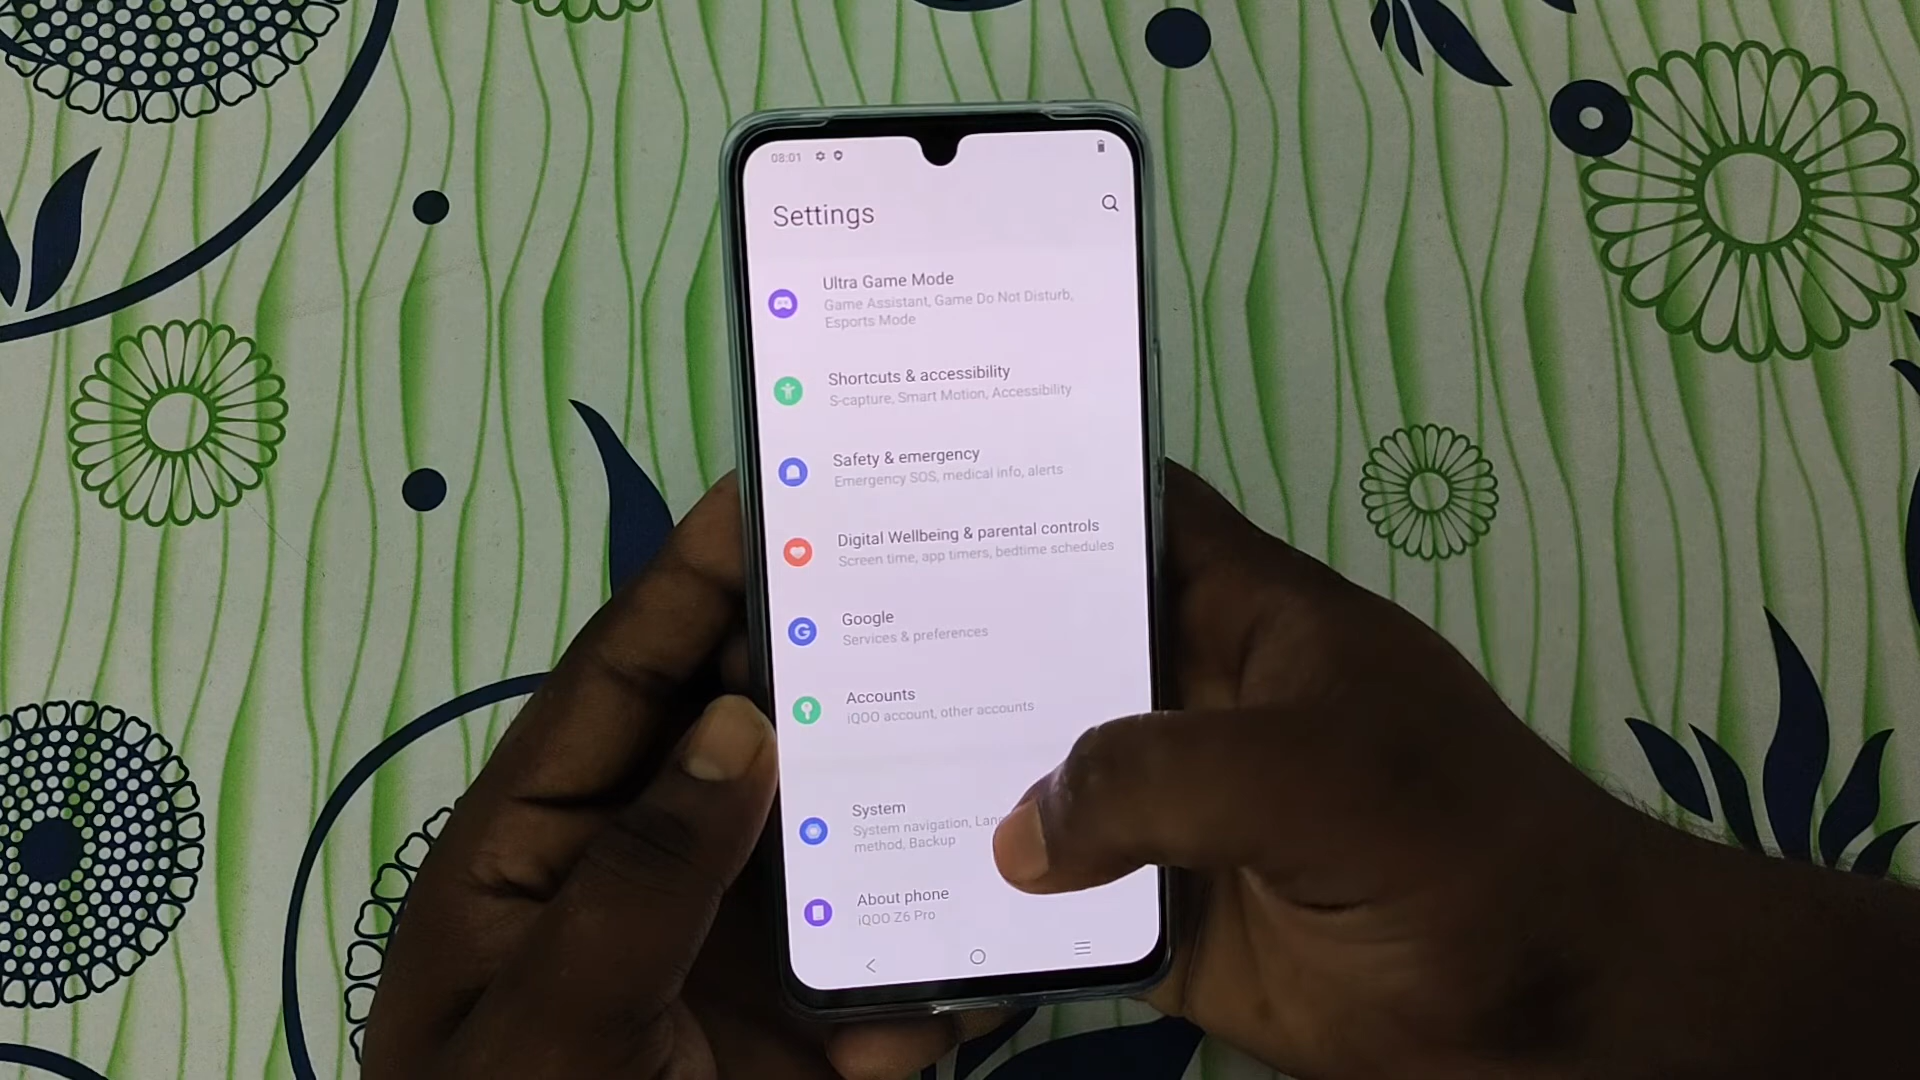 08:01
Settings
Ultra Game Mode
Game Assistant, Game Do Not Disturb,
Esports Mode
Shortcuts & accessibility
S-capture, Smart Motion, Accessibility
Safety & emergency
Emergency SOS, medical info, alerts
Digital Wellbeing & parental controls
Screen time, app timers, bedtime schedules
Google
Services & preferences
Accounts
iQOO account, other accounts
System
System navigation,
method, Backup
About phone
iQOO Z6 Pro